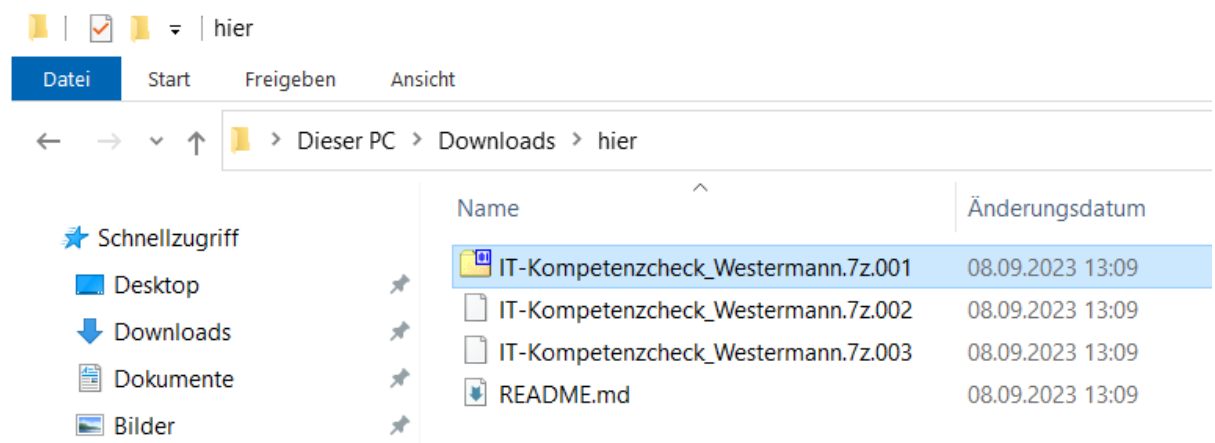 hier
Datei Start Freigeben Ansicht
Dieser PC > Downloads > hier
Name Änderungsdatum
Schnellzugriff
IT-Kompetenzcheck_Westermann.7z.001 08.09.2023 13:09
Desktop
IT-Kompetenzcheck_Westermann.7z.002 08.09.2023 13:09
Downloads
IT-Kompetenzcheck_Westermann.7z.003 08.09.2023 13:09
Dokumente
README.md 08.09.2023 13:09
Bilder